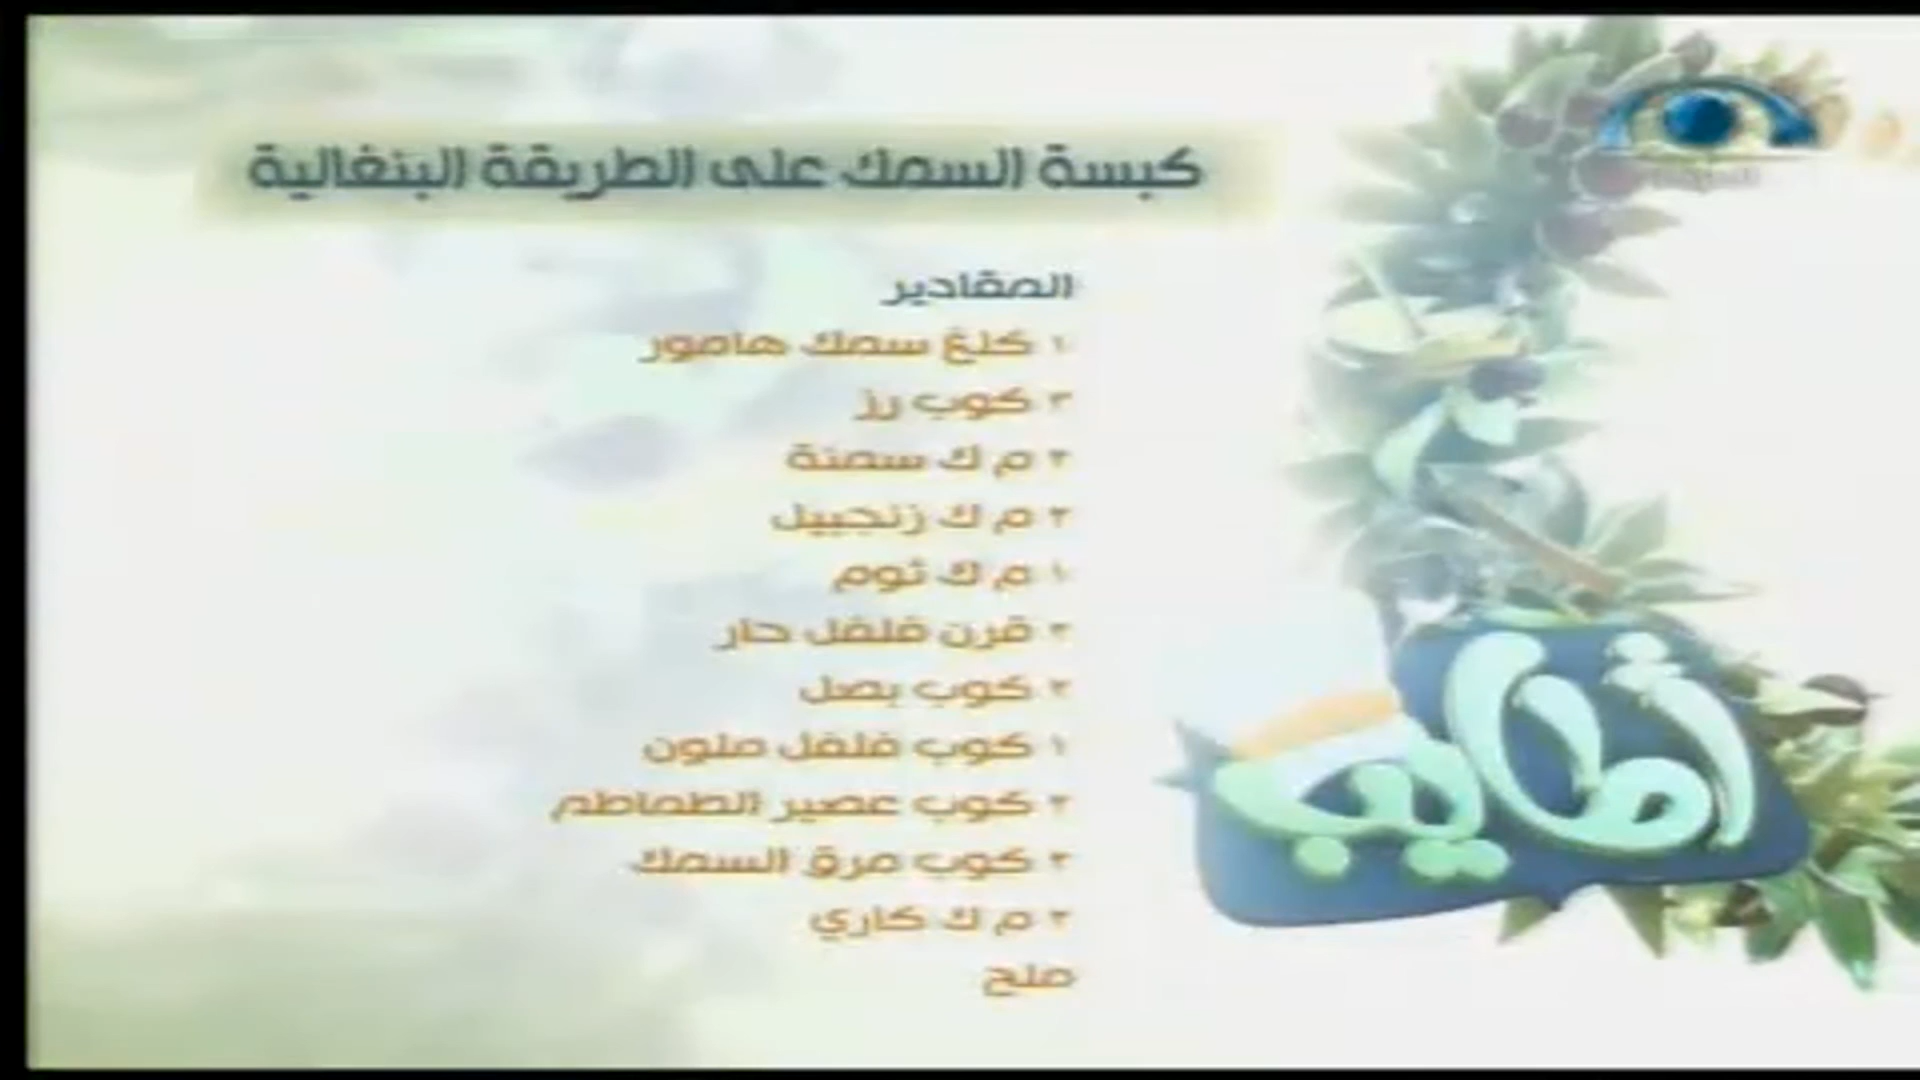 كبسة السمك على الطريقة البنغالية
المقادير
١ كلغ سمك هامور
٣ كوب رز
٢ م ك سمنة
٢ م ك زنجبيل
١ م ك ثوم
٢ قرن فلفل حار
٢ كوب بصل
١ كوب فلفل ملون
٢ كوب عصير الطماطم
٢ كوب مرق السمك
٢ م ك كاري
ملح
أطايب